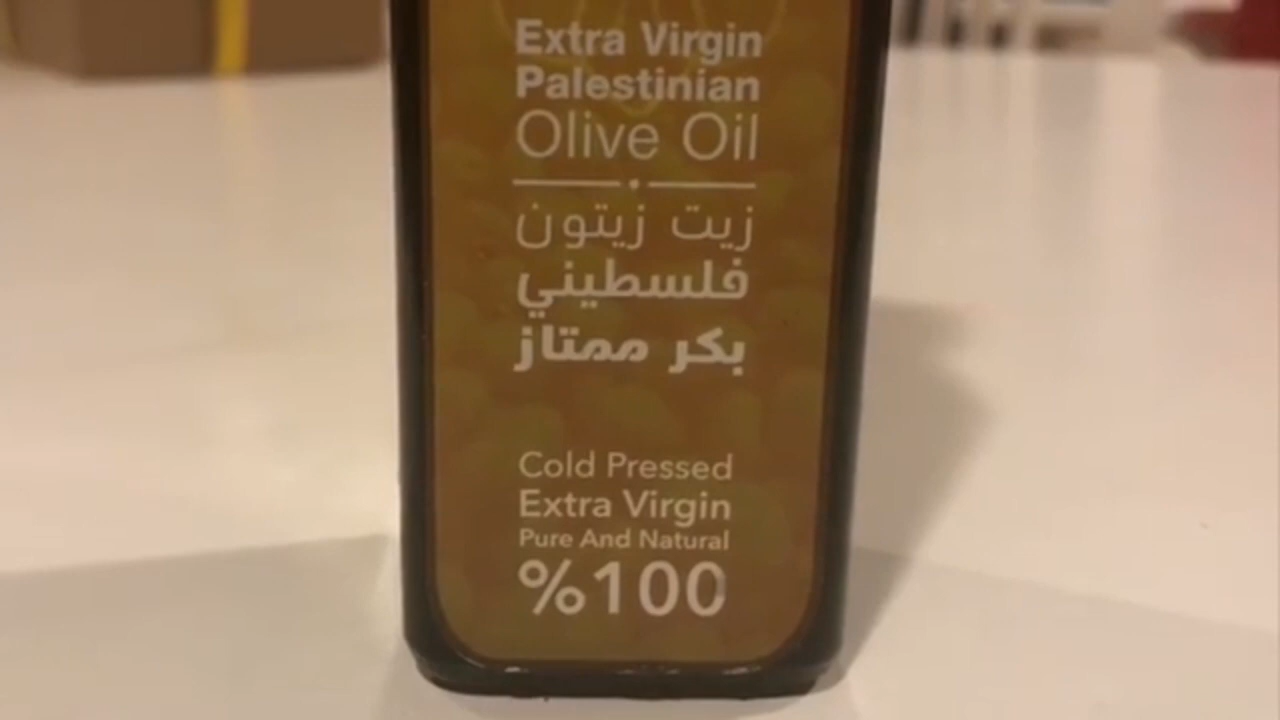 Extra Virgin
Palestinian
Olive Oil
زيت زيتون
فلسطيني
بكر ممتاز
Cold Pressed
Extra Virgin
Pure And Natural
%100